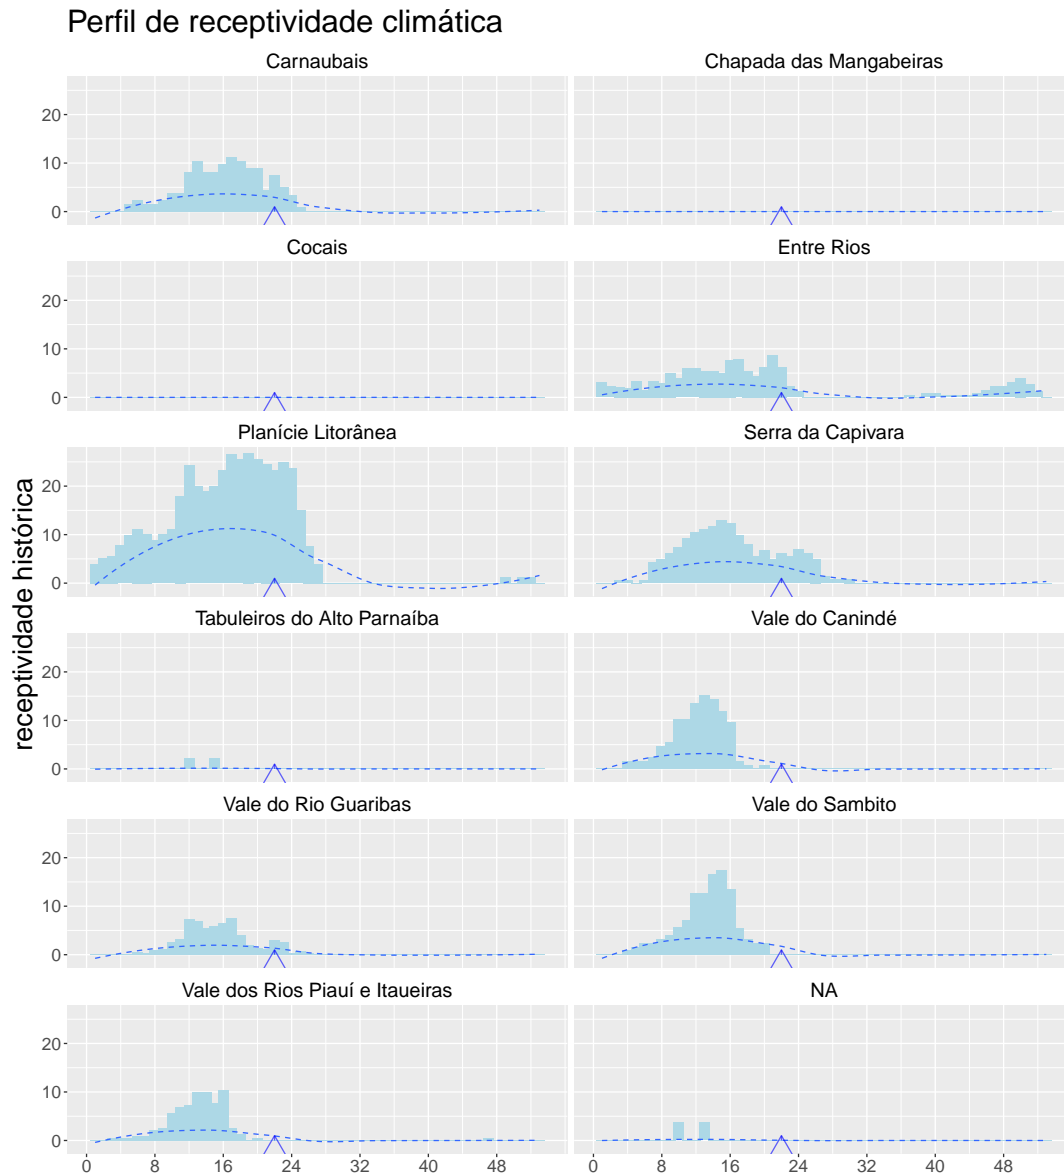 Perfil de receptividade climática
Carnaubais
Chapada das Mangabeiras
20
10
0
Cocais
Entre Rios
20
10
0
Planície Litorânea
Serra da Capivara
20
10
0
Tabuleiros do Alto Parnaíba
Vale do Canindé
20
10
0
Vale do Rio Guaribas
Vale do Sambito
20
10
0
Vale dos Rios Piauí e Itaueiras
NA
20
10
0
0 8 16 24 32 40 48
0 8 16 24 32 40 48
receptividade histórica